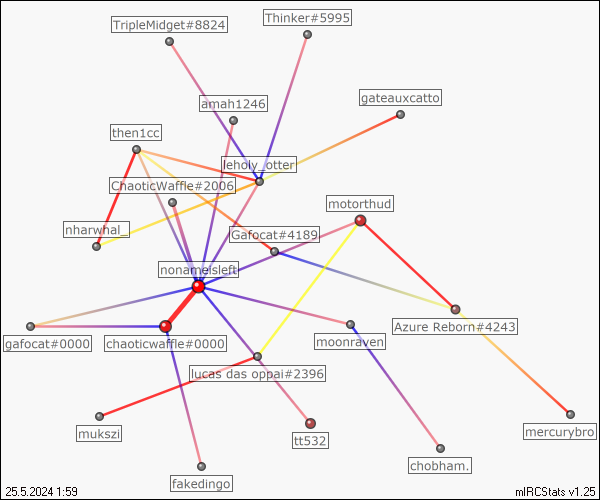 Thinker#5995
TripleMidget#8824
gateauxcatto
amah1246
then1cc
leholy_otter
ChaoticWaffle#2006
motorthud
nharwhal_
Gafocat#4189
nonameisleft
Azure Reborn#4243
gafocat#0000
chaoticwaffle#0000
moonraven
lucas das oppai#2396
mukszi
tt532
mercurybro
chobham.
fakedingo
25.5.2024 1:59
mIRCStats v1.25